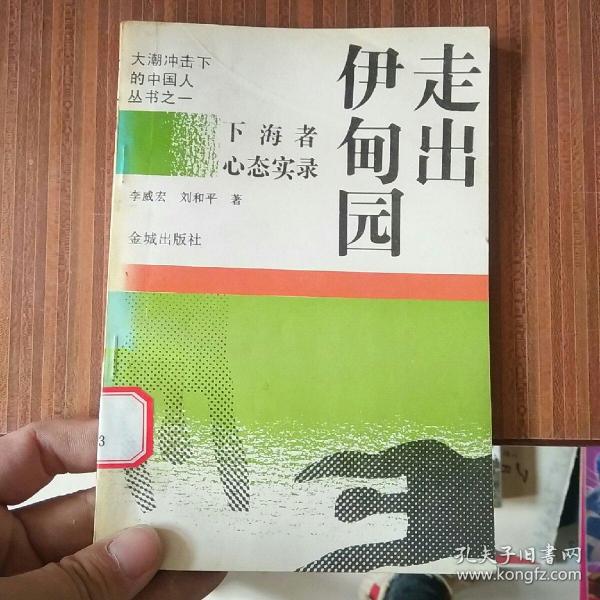 大潮冲击下
的中国人
丛书之一
走出
伊甸园
下海者
心态实录
李威宏 刘和平 著
金城出版社
3
孔夫子旧书网
www.kongfz.com